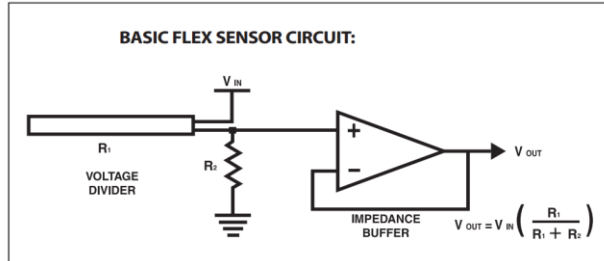 BASIC FLEX SENSOR CIRCUIT:
V IN
R₁
VOLTAGE
DIVIDER
R₂
+
−
IMPEDANCE
BUFFER
V OUT
V OUT = V IN ( R₁ / R₁ + R₂ )